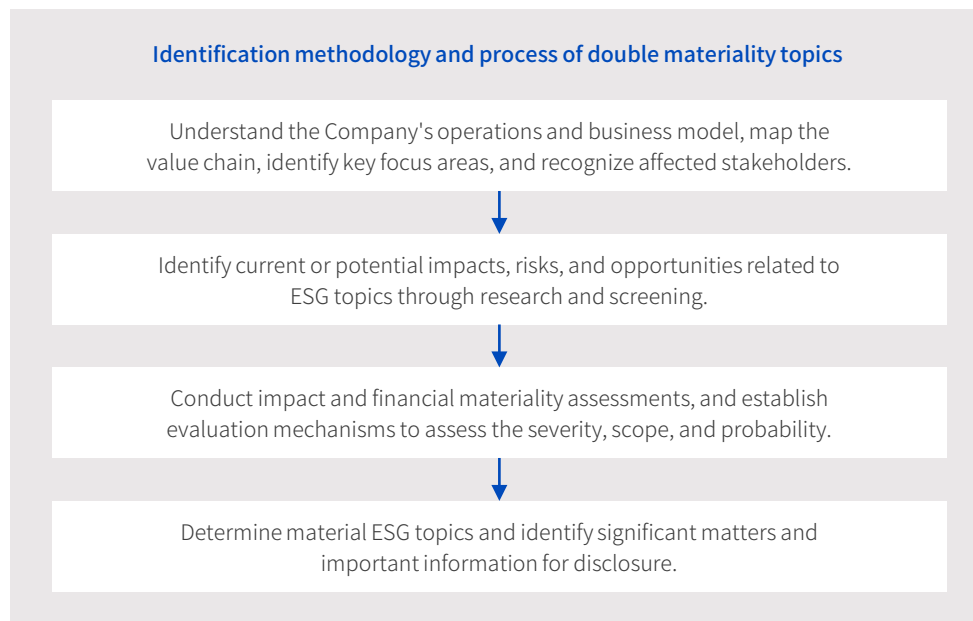 Identification methodology and process of double materiality topics
Understand the Company's operations and business model, map the
value chain, identify key focus areas, and recognize affected stakeholders.
Identify current or potential impacts, risks, and opportunities related to
ESG topics through research and screening.
Conduct impact and financial materiality assessments, and establish
evaluation mechanisms to assess the severity, scope, and probability.
Determine material ESG topics and identify significant matters and
important information for disclosure.